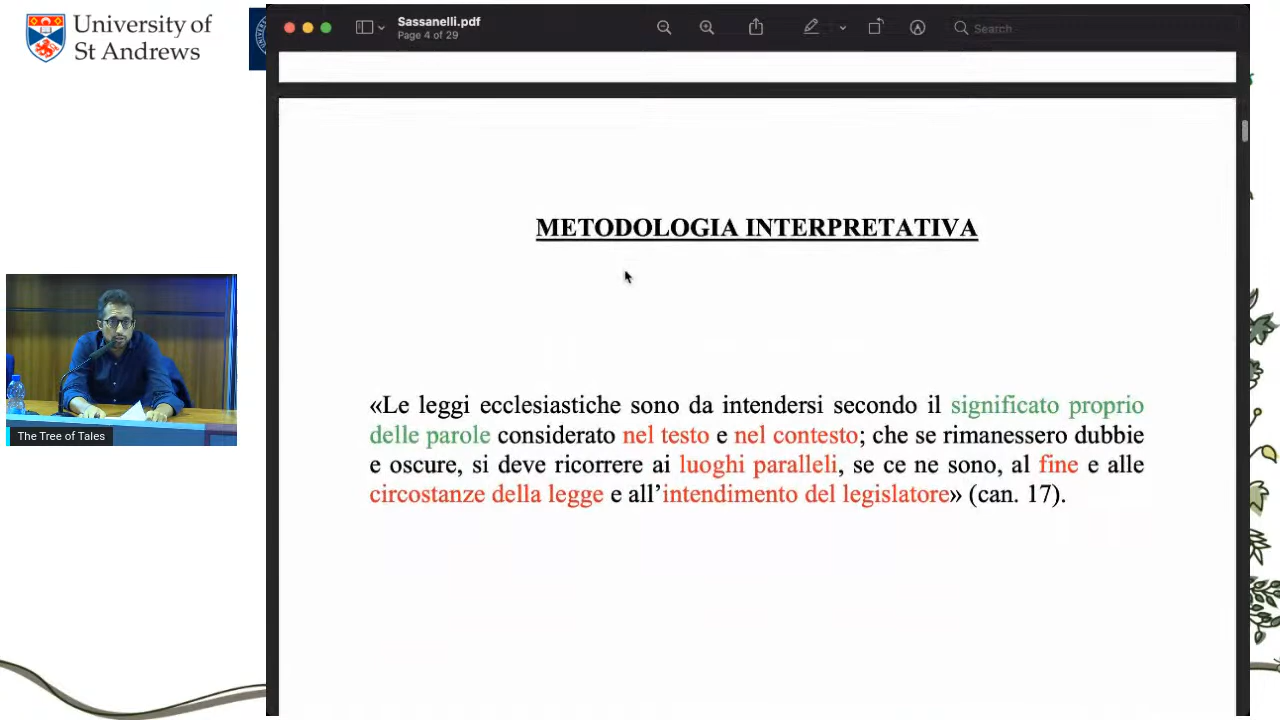 University of
St Andrews
Sassanelli.pdf
Page 4 of 29
Search
METODOLOGIA INTERPRETATIVA
«Le leggi ecclesiastiche sono da intendersi secondo il significato proprio
delle parole considerato nel testo e nel contesto; che se rimanessero dubbie
e oscure, si deve ricorrere ai luoghi paralleli, se ce ne sono, al fine e alle
circostanze della legge e all’intendimento del legislatore» (can. 17).
The Tree of Tales